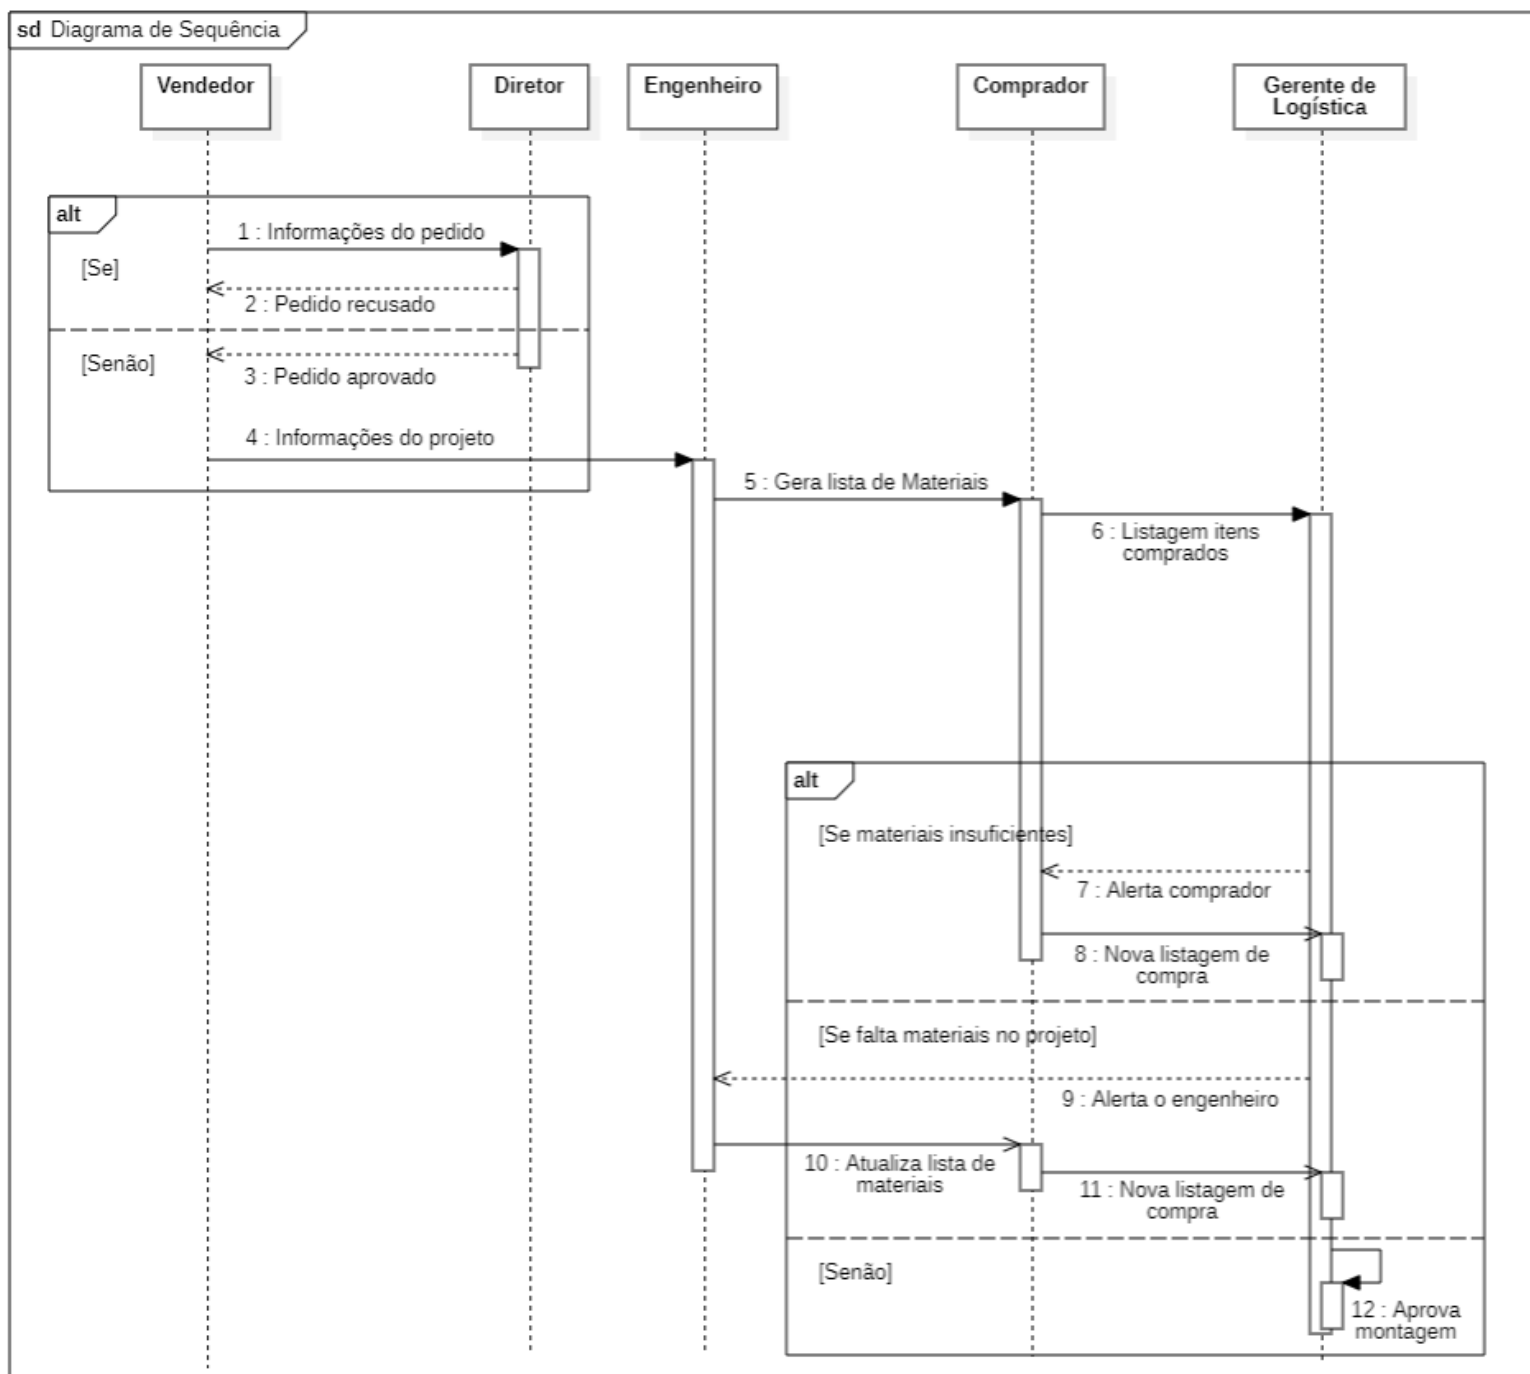 sd Diagrama de Sequência
Vendedor
Diretor
Engenheiro
Comprador
Gerente de
Logística
alt
1 : Informações do pedido
[Se]
2 : Pedido recusado
[Senão]
3 : Pedido aprovado
4 : Informações do projeto
5 : Gera lista de Materiais
6 : Listagem itens
comprados
alt
[Se materiais insuficientes]
7 : Alerta comprador
8 : Nova listagem de
compra
[Se falta materiais no projeto]
9 : Alerta o engenheiro
10 : Atualiza lista de
materiais
11 : Nova listagem de
compra
[Senão]
12 : Aprova
montagem